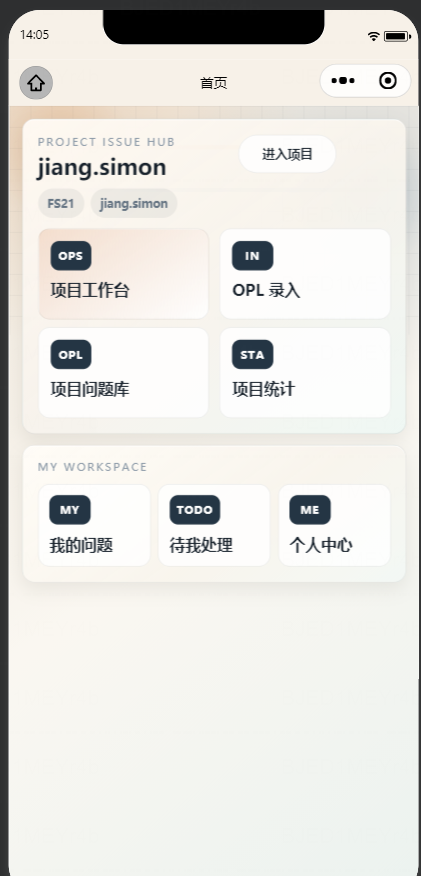 14:05
首页
PROJECT ISSUE HUB
jiang.simon
进入项目
FS21
jiang.simon
OPS
项目工作台
IN
OPL 录入
OPL
项目问题库
STA
项目统计
MY WORKSPACE
MY
我的问题
TODO
待我处理
ME
个人中心